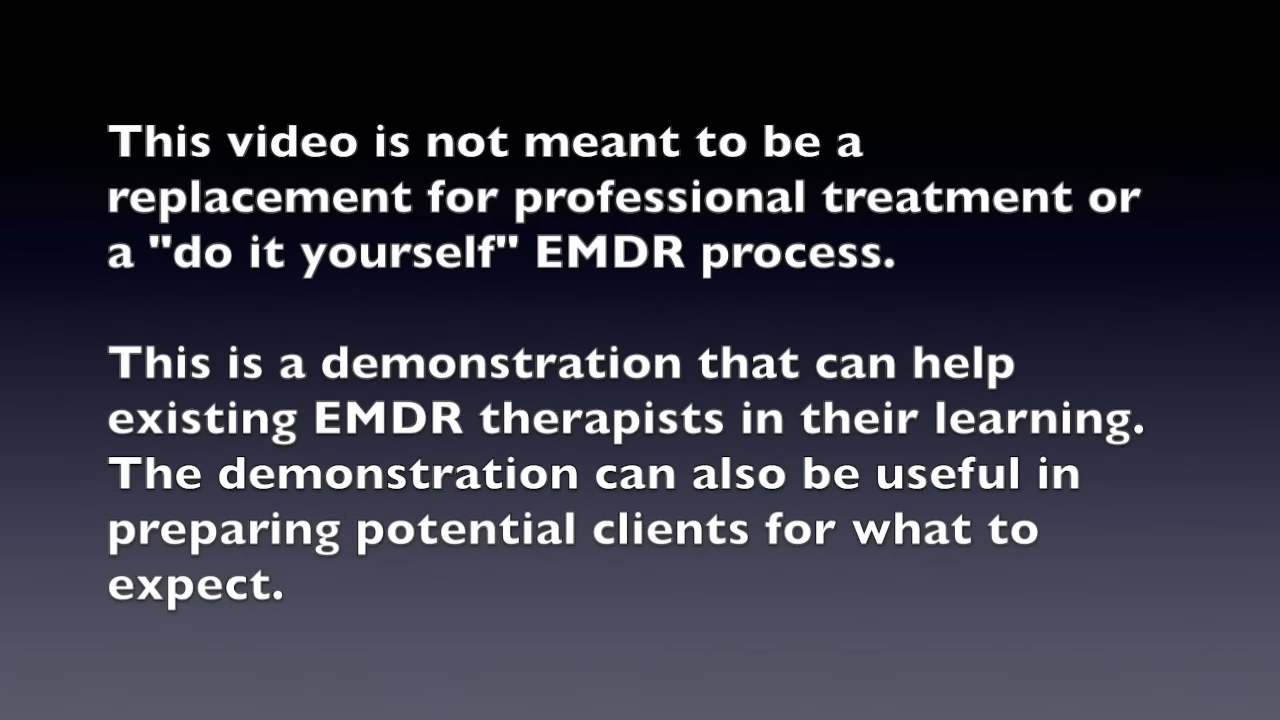 This video is not meant to be a
replacement for professional treatment or
a "do it yourself" EMDR process.
This is a demonstration that can help
existing EMDR therapists in their learning.
The demonstration can also be useful in
preparing potential clients for what to
expect.